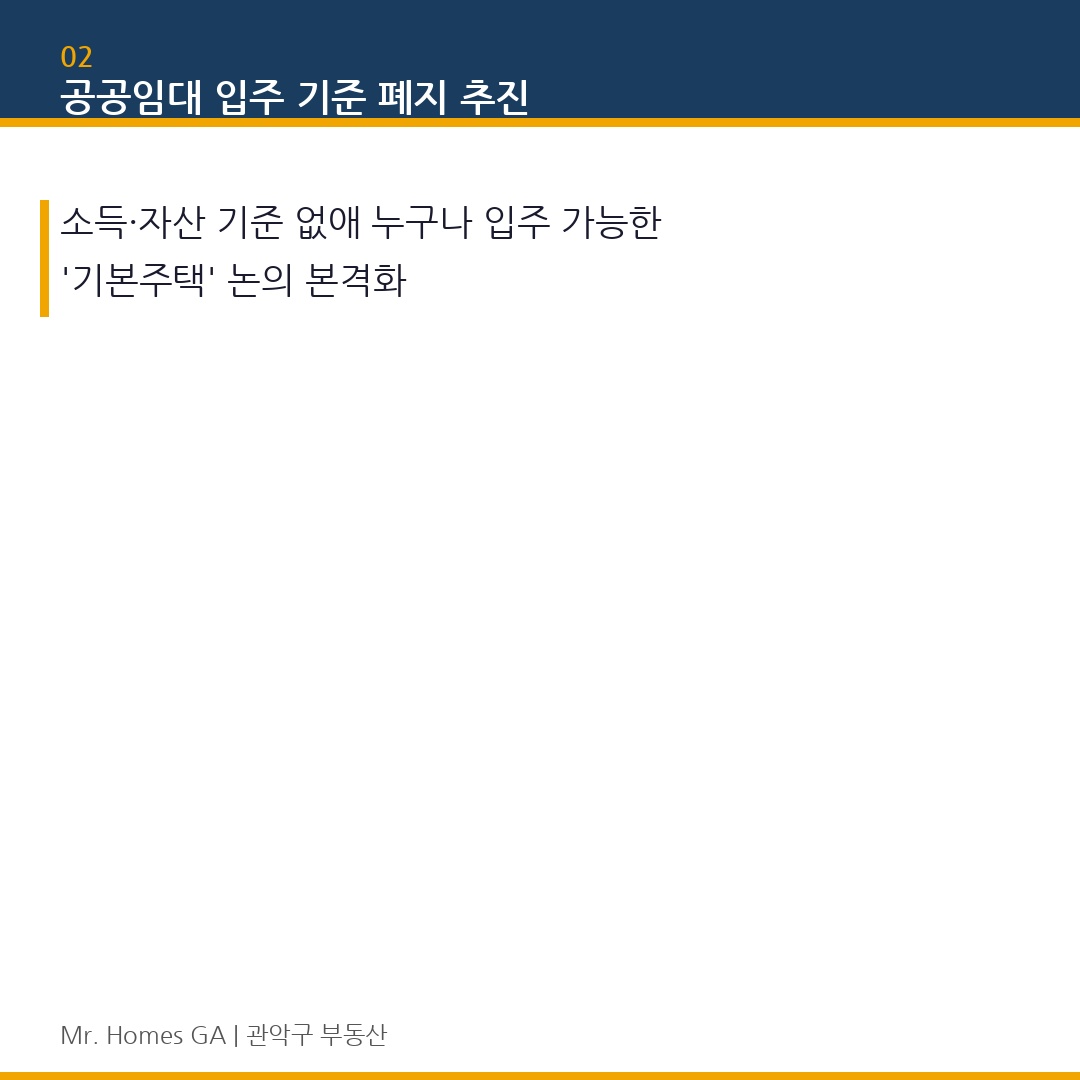 02
공공임대 입주 기준 폐지 추진
소득·자산 기준 없애 누구나 입주 가능한
'기본주택' 논의 본격화
Mr. Homes GA | 관악구 부동산